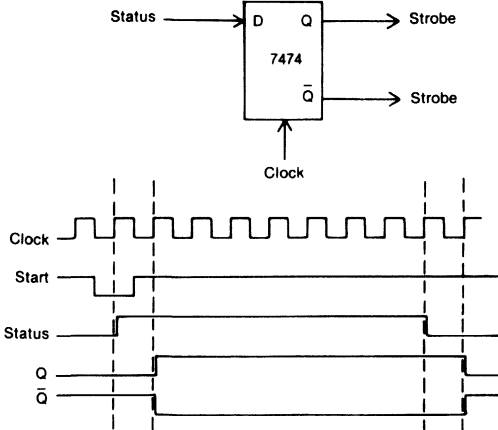 Status
D
Q
Strobe
7474
Q̅
Strobe
Clock
Clock
Start
Status
Q
Q̅